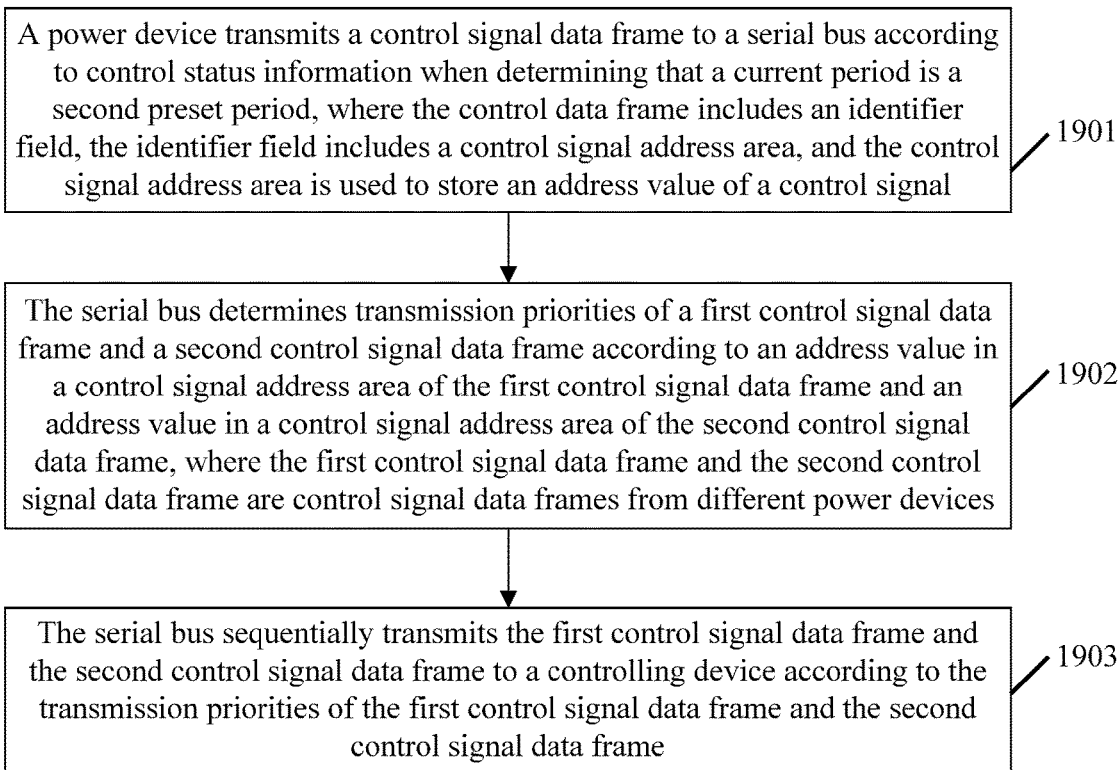 A power device transmits a control signal data frame to a serial bus according
to control status information when determining that a current period is a
second preset period, where the control data frame includes an identifier
field, the identifier field includes a control signal address area, and the control
signal address area is used to store an address value of a control signal
1901
The serial bus determines transmission priorities of a first control signal data
frame and a second control signal data frame according to an address value in
a control signal address area of the first control signal data frame and an
address value in a control signal address area of the second control signal
data frame, where the first control signal data frame and the second control
signal data frame are control signal data frames from different power devices
1902
The serial bus sequentially transmits the first control signal data frame and
the second control signal data frame to a controlling device according to the
transmission priorities of the first control signal data frame and the second
control signal data frame
1903